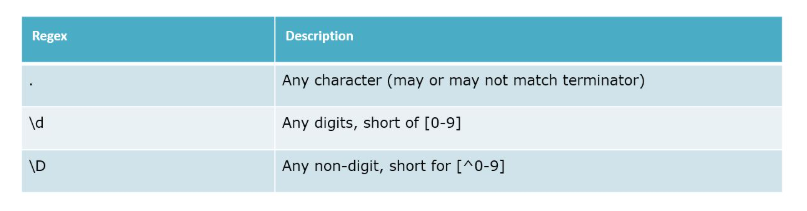 Regex Description
. Any character (may or may not match terminator)
\d Any digits, short of [0-9]
\D Any non-digit, short for [^0-9]